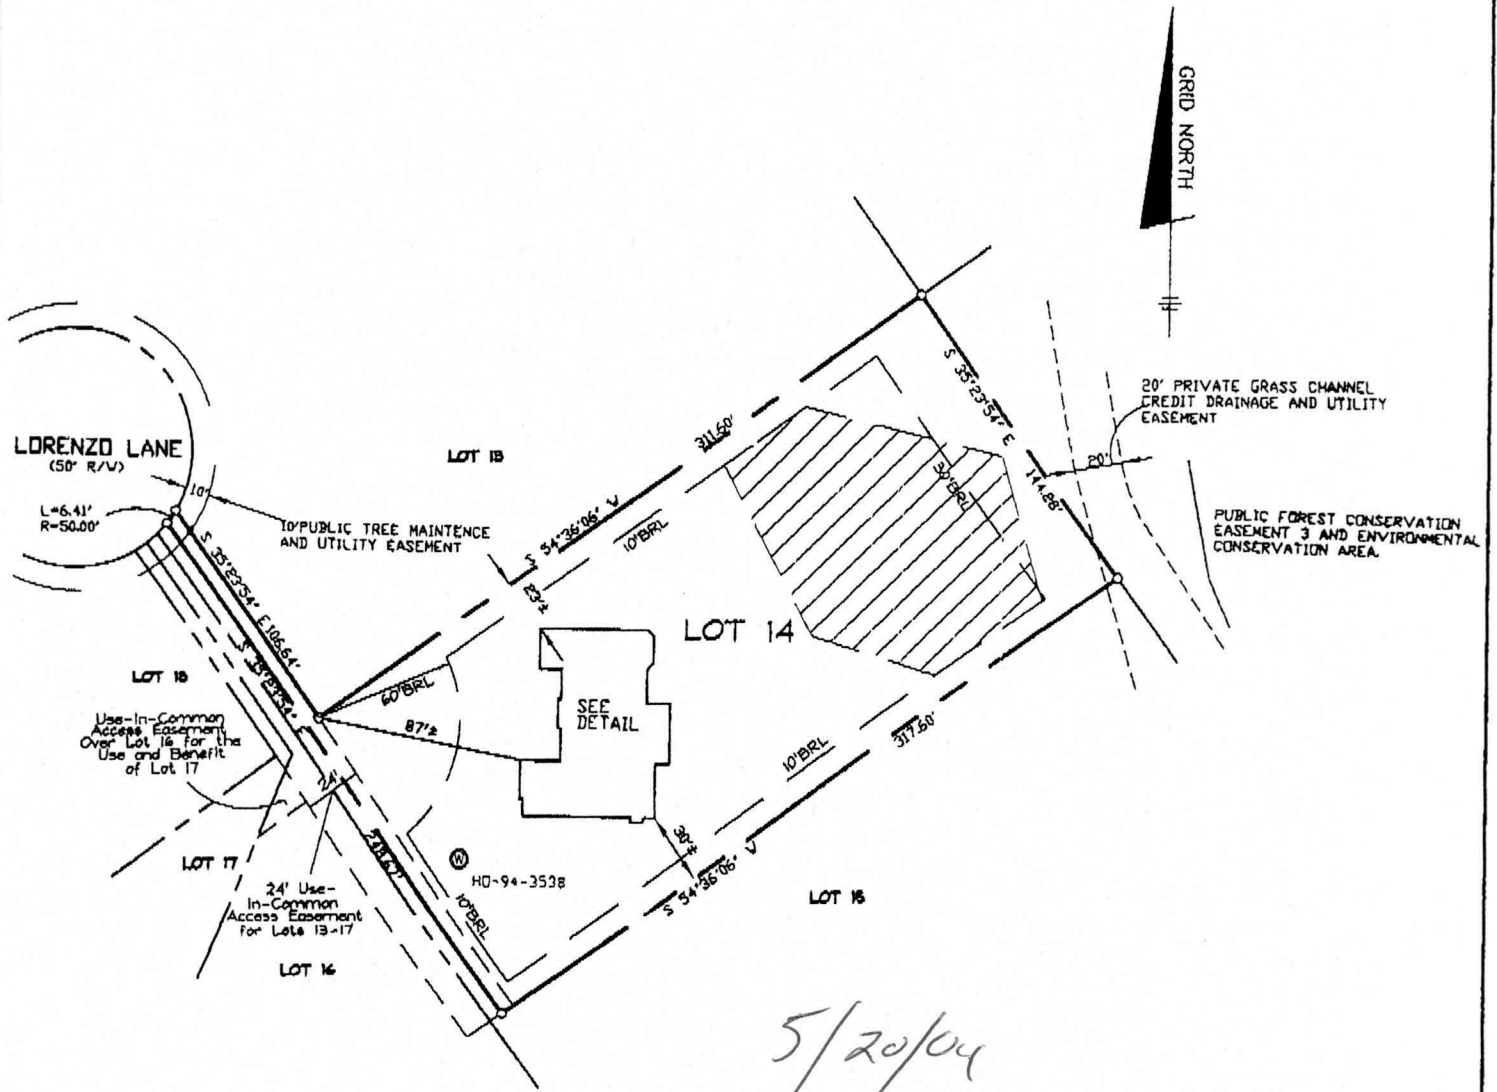 GRID NORTH
20' PRIVATE GRASS CHANNEL
CREDIT DRAINAGE AND UTILITY
EASEMENT
20'
PUBLIC FOREST CONSERVATION
EASEMENT 3 AND ENVIRONMENTAL
CONSERVATION AREA.
S 35°23'54" E
144.28'
30'BRL
311.60'
S 54°36'06" W
10'BRL
LOT 13
LORENZO LANE
(50' R/W)
L=6.41'
R=50.00'
10'
10'PUBLIC TREE MAINTENCE
AND UTILITY EASEMENT
23'±
S 35°23'54" E 106.64'
S 35°23'54"
LOT 14
SEE
DETAIL
60'BRL
87'±
LOT 18
Use-In-Common
Access Easement
Over Lot 16 for the
Use and Benefit
of Lot 17
24'
317.60'
10'BRL
30'±
S 54°36'06" W
LOT 17
W
HO-94-3538
10'BRL
24' Use-
In-Common
Access Easement
for Lots 13-17
LOT 16
LOT 15
5/20/04